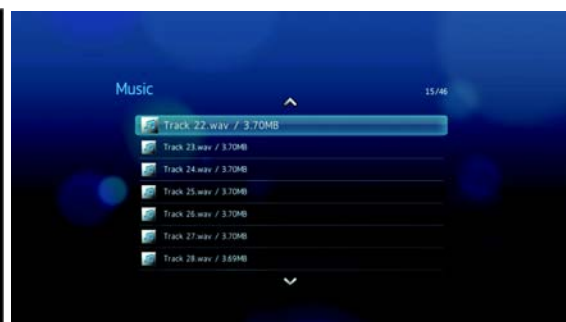 Music
15/46
Track 22.wav / 3.70MB
Track 23.wav / 3.70MB
Track 24.wav / 3.70MB
Track 25.wav / 3.70MB
Track 26.wav / 3.70MB
Track 27.wav / 3.70MB
Track 28.wav / 3.69MB